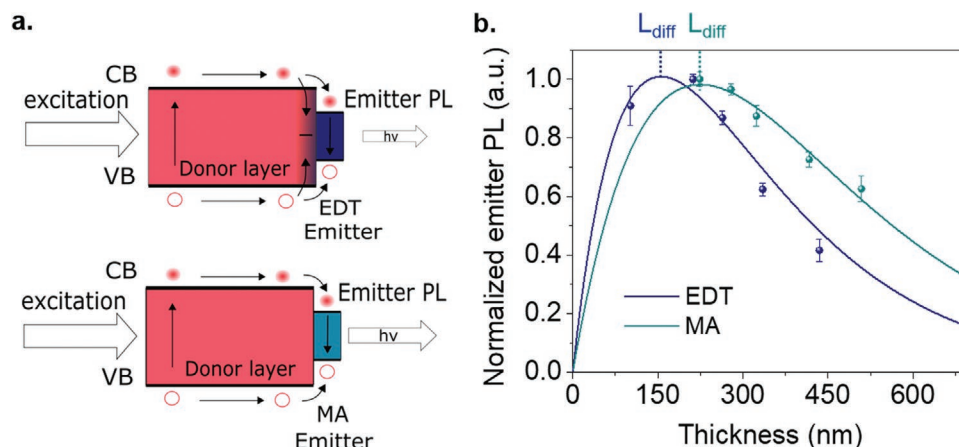 a.
CB
excitation
Emitter PL
hν
Donor layer
VB
EDT
Emitter
CB
excitation
Emitter PL
hν
Donor layer
VB
MA
Emitter
b.
L_diff L_diff
Normalized emitter PL (a.u.)
1.0
0.8
0.6
0.4
0.2
0.0
EDT
MA
0 150 300 450 600
Thickness (nm)